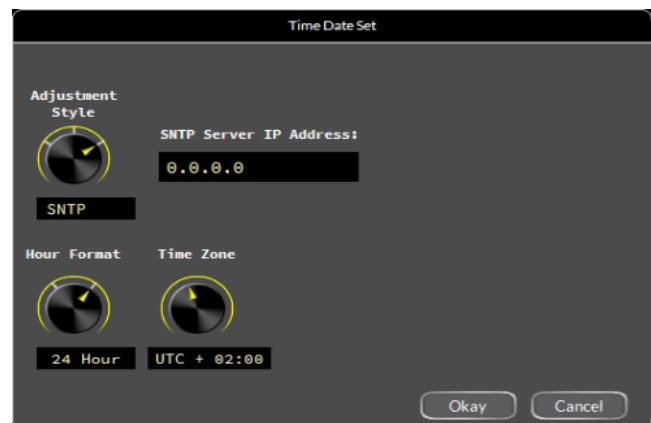 Time Date Set
Adjustment
Style
SNTP Server IP Address:
0.0.0.0
SNTP
Hour Format
Time Zone
24 Hour
UTC + 02:00
Okay
Cancel